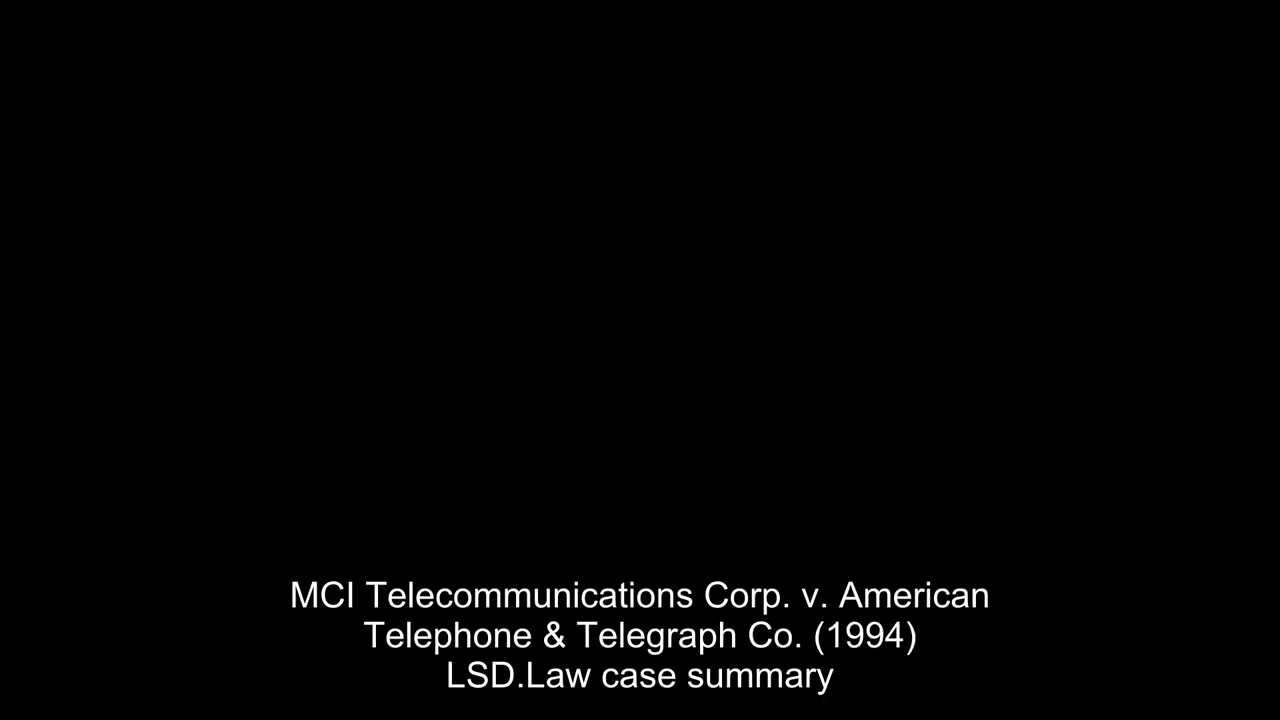 MCI Telecommunications Corp. v. American
Telephone & Telegraph Co. (1994)
LSD.Law case summary